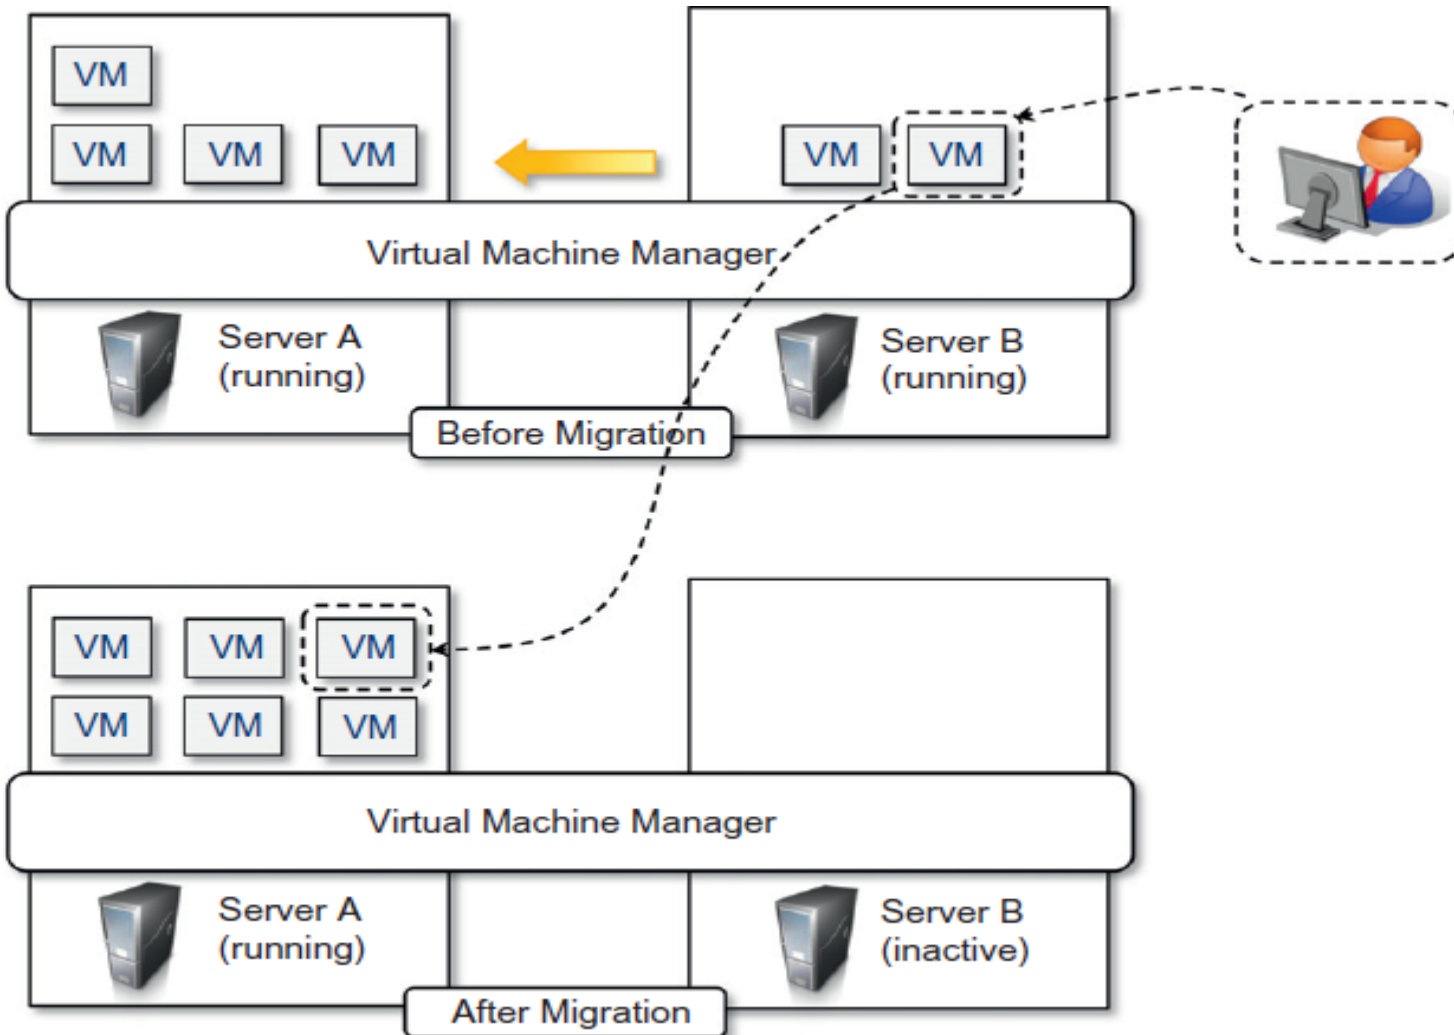 VM
VM VM VM
VM VM
Virtual Machine Manager
Server A
(running)
Server B
(running)
Before Migration
VM VM VM
VM VM VM
Virtual Machine Manager
Server A
(running)
Server B
(inactive)
After Migration